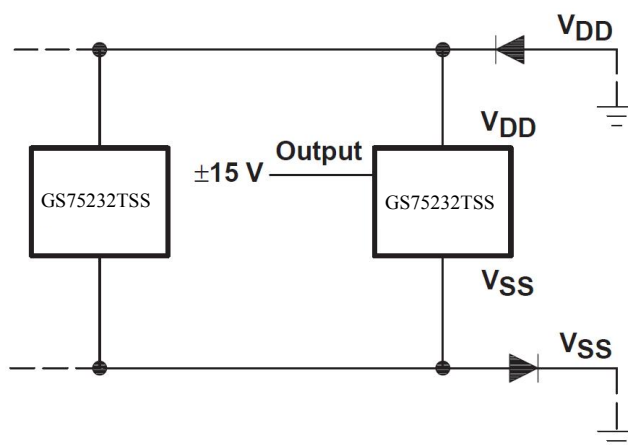 VDD
VDD
Output
±15 V
GS75232TSS
GS75232TSS
VSS
VSS